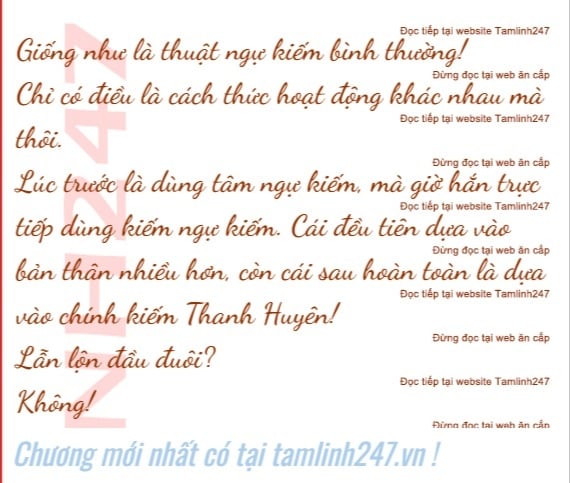 Đọc tiếp tại website Tamlinh247
Giống như là thuật ngự kiếm bình thường!
Đừng đọc tại web ăn cắp
Chỉ có điều là cách thức hoạt động khác nhau mà
Đọc tiếp tại website Tamlinh247
thôi.
Đừng đọc tại web ăn cắp
Lúc trước là dùng tâm ngự kiếm, mà giờ hắn trực
Đọc tiếp tại website Tamlinh247
tiếp dùng kiếm ngự kiếm. Cái đều tiên dựa vào
Đừng đọc tại web ăn cắp
bản thân nhiều hơn, còn cái sau hoàn toàn là dựa
Đọc tiếp tại website Tamlinh247
vào chính kiếm Thanh Huyên!
Đừng đọc tại web ăn cắp
Lẫn lộn đầu đuôi?
Đọc tiếp tại website Tamlinh247
Không!
Đừng đọc tại web ăn cắp
NH247
Chương mới nhất có tại tamlinh247.vn !